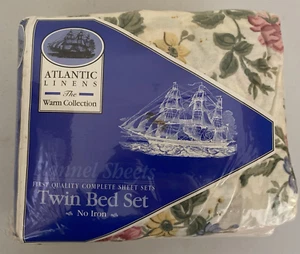 ATLANTIC
LINENS
The
Warm Collection
Flannel Sheets
FIRST QUALITY COMPLETE SHEET SETS
Twin Bed Set
No Iron